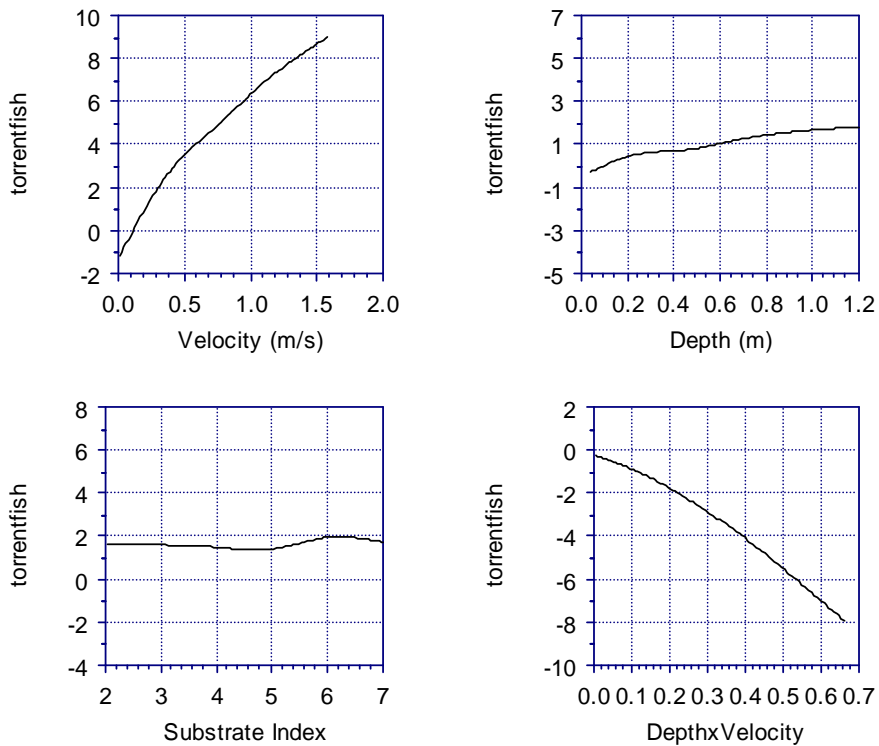 torrentfish
10
8
6
4
2
0
-2
0.0 0.5 1.0 1.5 2.0
Velocity (m/s)
torrentfish
7
5
3
1
-1
-3
-5
0.0 0.2 0.4 0.6 0.8 1.0 1.2
Depth (m)
torrentfish
8
6
4
2
0
-2
-4
2 3 4 5 6 7
Substrate Index
torrentfish
2
0
-2
-4
-6
-8
-10
0.0 0.1 0.2 0.3 0.4 0.5 0.6 0.7
DepthxVelocity